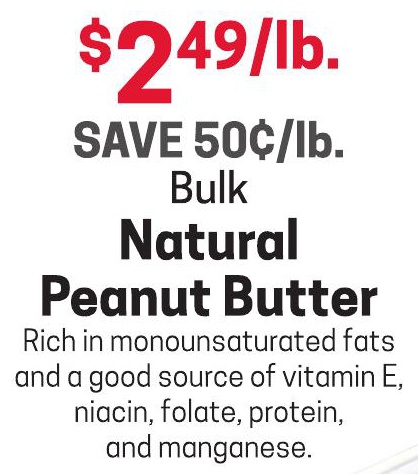 $2.49/lb.
SAVE 50¢/lb.
Bulk
Natural
Peanut Butter
Rich in monounsaturated fats
and a good source of vitamin E,
niacin, folate, protein,
and manganese.